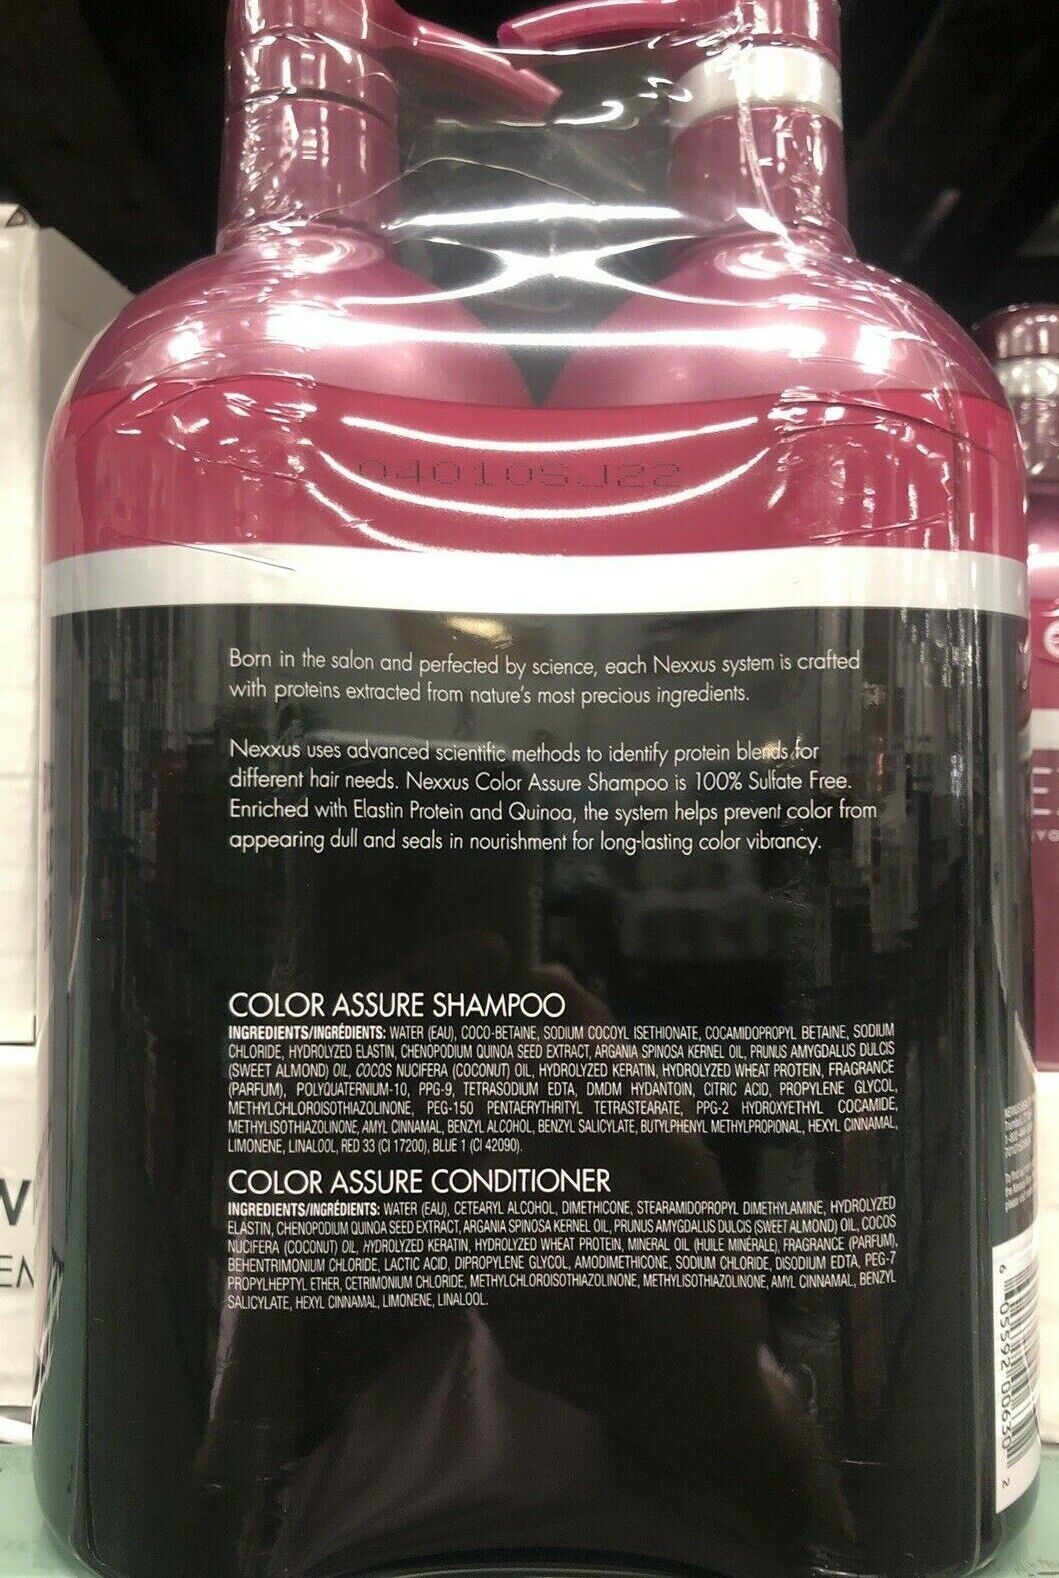 040105J22
Born in the salon and perfected by science, each Nexxus system is crafted
with proteins extracted from nature's most precious ingredients.
Nexxus uses advanced scientific methods to identify protein blends for
different hair needs. Nexxus Color Assure Shampoo is 100% Sulfate Free.
Enriched with Elastin Protein and Quinoa, the system helps prevent color from
appearing dull and seals in nourishment for long-lasting color vibrancy.
COLOR ASSURE SHAMPOO
INGREDIENTS/INGRÉDIENTS: WATER (EAU), COCO-BETAINE, SODIUM COCOYL ISETHIONATE, COCAMIDOPROPYL BETAINE, SODIUM
CHLORIDE, HYDROLYZED ELASTIN, CHENOPODIUM QUINOA SEED EXTRACT, ARGANIA SPINOSA KERNEL OIL, PRUNUS AMYGDALUS DULCIS
(SWEET ALMOND) OIL, COCOS NUCIFERA (COCONUT) OIL, HYDROLYZED KERATIN, HYDROLYZED WHEAT PROTEIN, FRAGRANCE
(PARFUM), POLYQUATERNIUM-10, PPG-9, TETRASODIUM EDTA, DMDM HYDANTOIN, CITRIC ACID, PROPYLENE GLYCOL,
METHYLCHLOROISOTHIAZOLINONE, PEG-150 PENTAERYTHRITYL TETRASTEARATE, PPG-2 HYDROXYETHYL COCAMIDE,
METHYLISOTHIAZOLINONE, AMYL CINNAMAL, BENZYL ALCOHOL, BENZYL SALICYLATE, BUTYLPHENYL METHYLPROPIONAL, HEXYL CINNAMAL,
LIMONENE, LINALOOL, RED 33 (CI 17200), BLUE 1 (CI 42090).
COLOR ASSURE CONDITIONER
INGREDIENTS/INGRÉDIENTS: WATER (EAU), CETEARYL ALCOHOL, DIMETHICONE, STEARAMIDOPROPYL DIMETHYLAMINE, HYDROLYZED
ELASTIN, CHENOPODIUM QUINOA SEED EXTRACT, ARGANIA SPINOSA KERNEL OIL, PRUNUS AMYGDALUS DULCIS (SWEET ALMOND) OIL, COCOS
NUCIFERA (COCONUT) OIL, HYDROLYZED KERATIN, HYDROLYZED WHEAT PROTEIN, MINERAL OIL (HUILE MINÉRALE), FRAGRANCE (PARFUM),
BEHENTRIMONIUM CHLORIDE, LACTIC ACID, DIPROPYLENE GLYCOL, AMODIMETHICONE, SODIUM CHLORIDE, DISODIUM EDTA, PEG-7
PROPYLHEPTYL ETHER, CETRIMONIUM CHLORIDE, METHYLCHLOROISOTHIAZOLINONE, METHYLISOTHIAZOLINONE, AMYL CINNAMAL, BENZYL
SALICYLATE, HEXYL CINNAMAL, LIMONENE, LINALOOL.
6 05592 00630 2